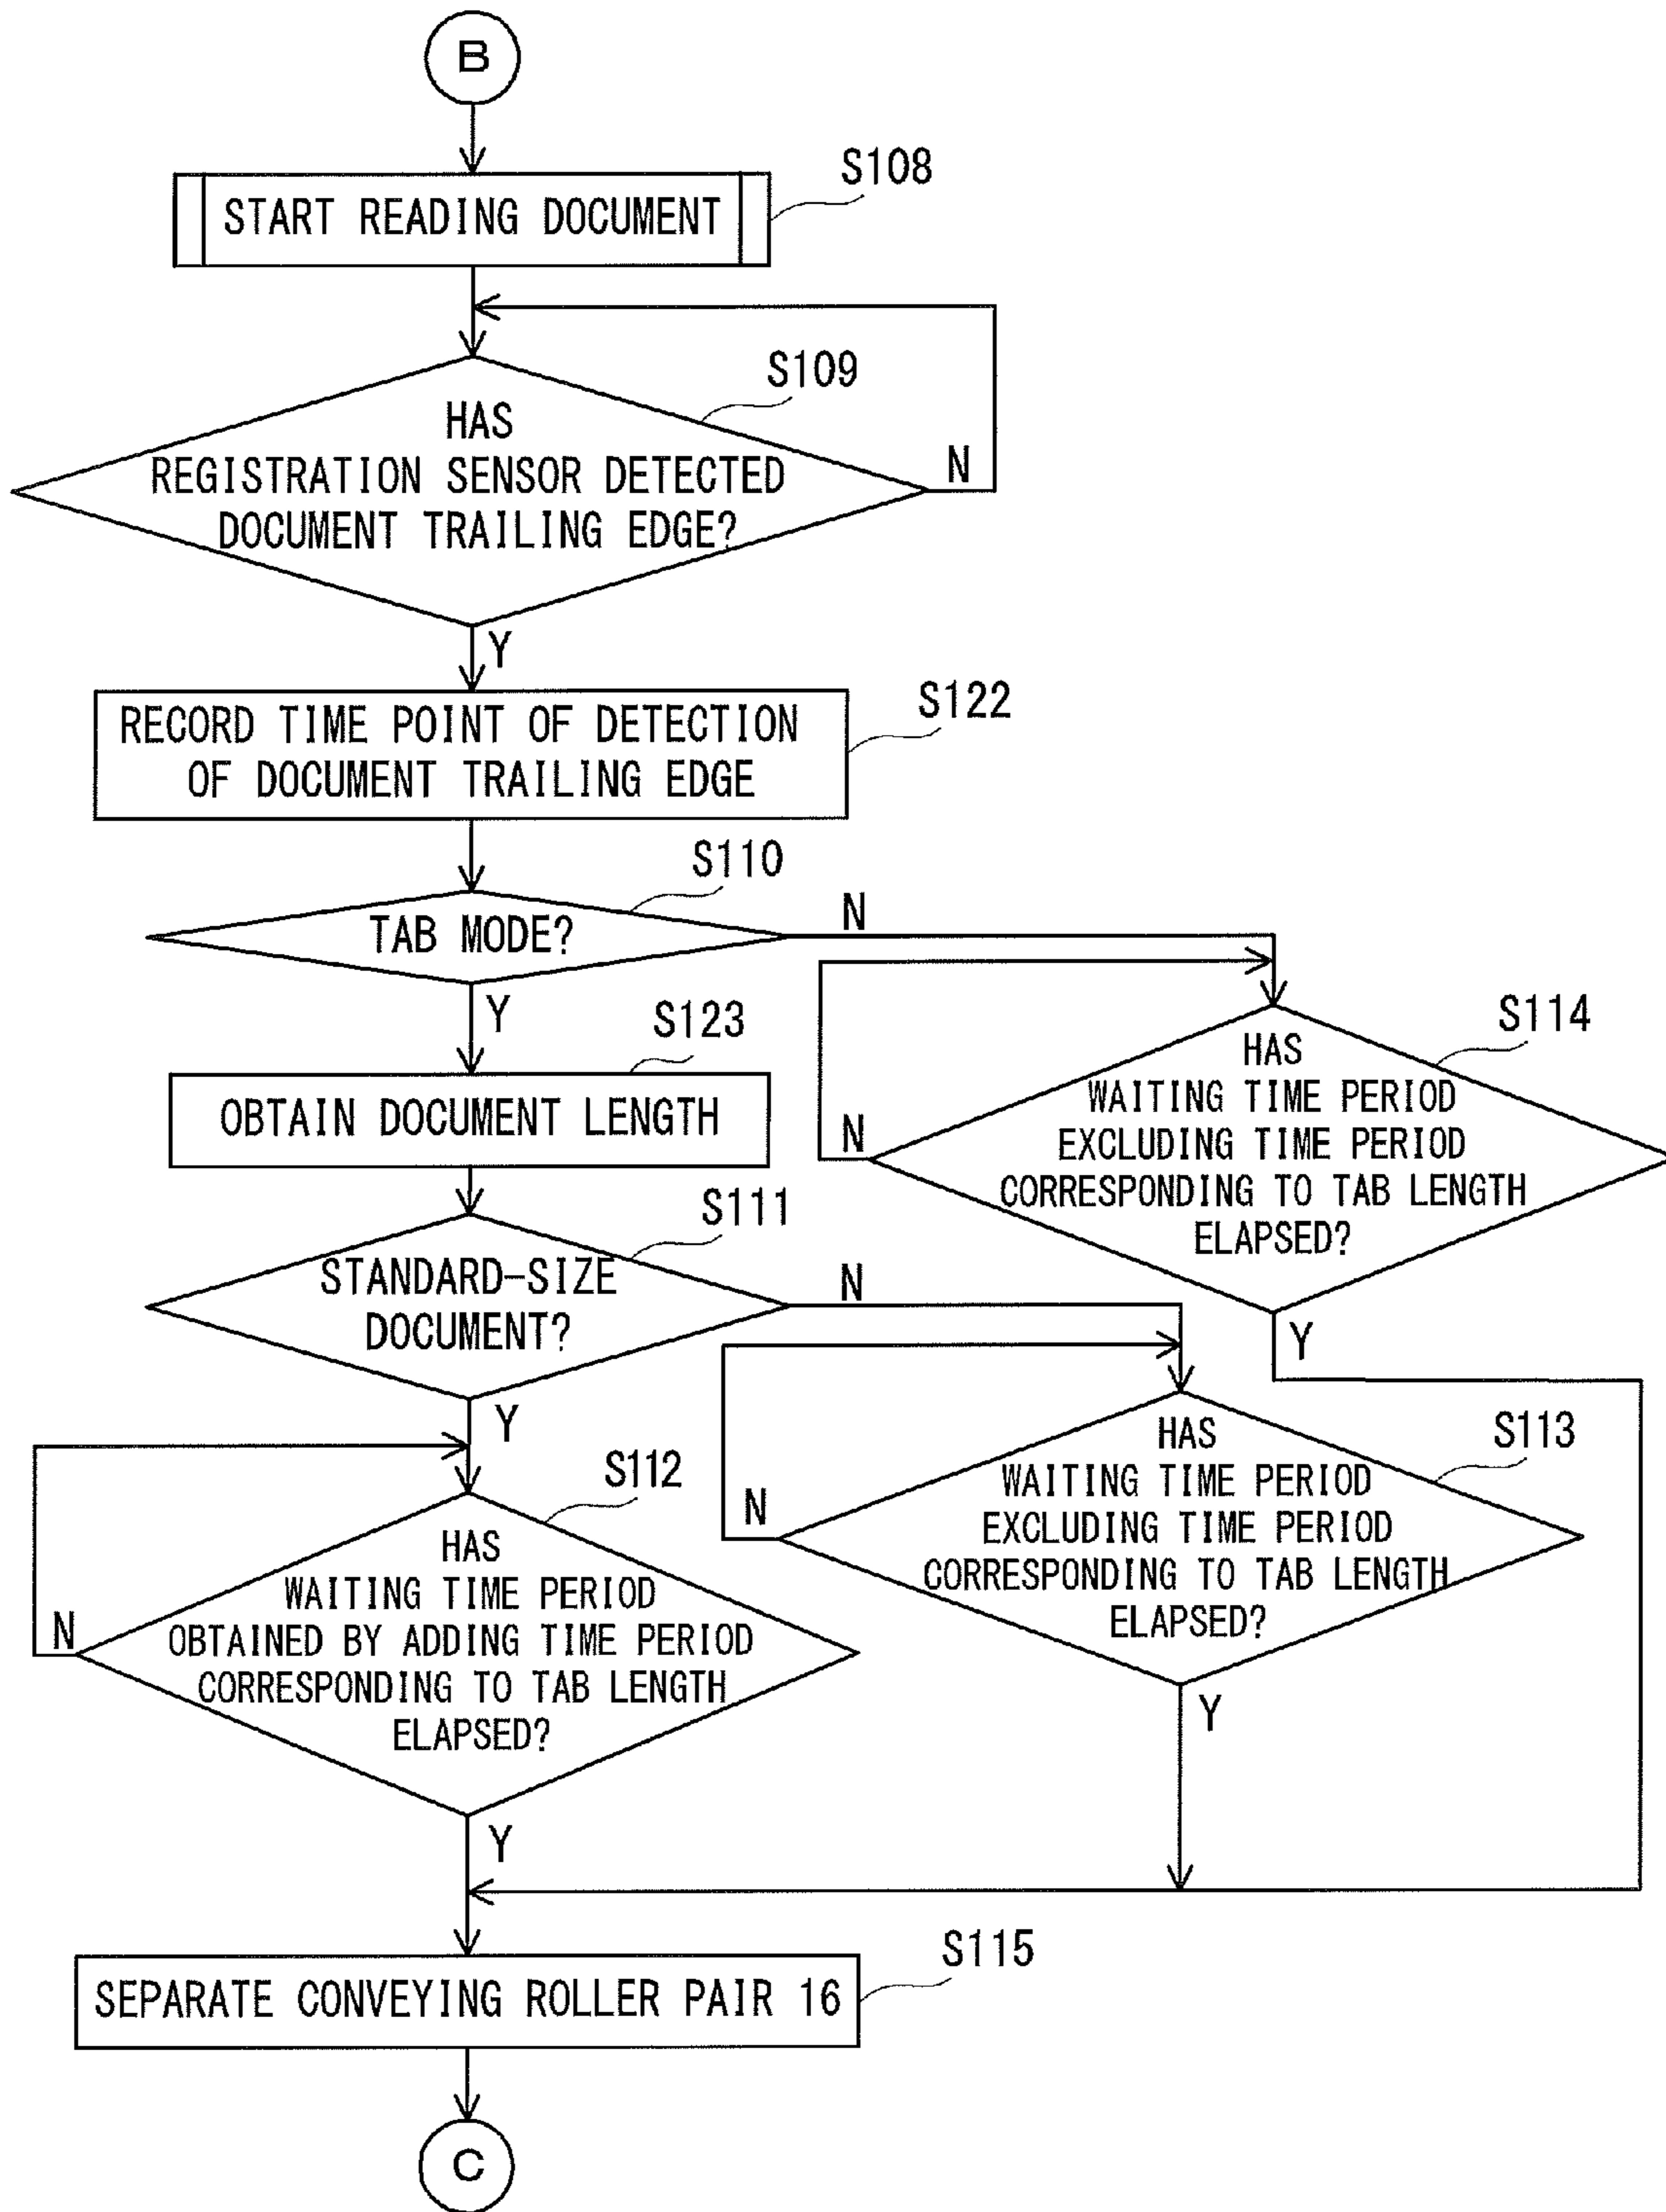 B
S108
START READING DOCUMENT
S109
HAS
REGISTRATION SENSOR DETECTED
DOCUMENT TRAILING EDGE?
N
Y
S122
RECORD TIME POINT OF DETECTION
OF DOCUMENT TRAILING EDGE
S110
TAB MODE?
N
Y
S123
OBTAIN DOCUMENT LENGTH
S114
HAS
WAITING TIME PERIOD
EXCLUDING TIME PERIOD
CORRESPONDING TO TAB LENGTH
ELAPSED?
N
Y
S111
STANDARD-SIZE
DOCUMENT?
N
Y
S113
HAS
WAITING TIME PERIOD
EXCLUDING TIME PERIOD
CORRESPONDING TO TAB LENGTH
ELAPSED?
N
Y
S112
HAS
WAITING TIME PERIOD
OBTAINED BY ADDING TIME PERIOD
CORRESPONDING TO TAB LENGTH
ELAPSED?
N
Y
S115
SEPARATE CONVEYING ROLLER PAIR 16
C